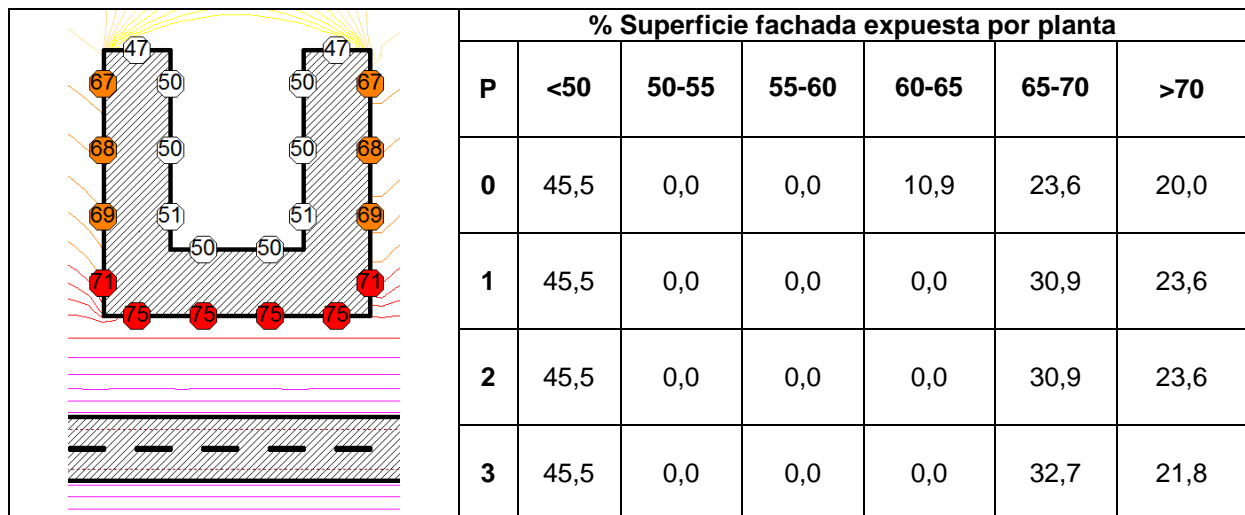 47 47
67 50 50 67
68 50 50 68
69 51 51 69
50 50
71 71
75 75 75 75
% Superficie fachada expuesta por planta
P <50 50-55 55-60 60-65 65-70 >70
0 45,5 0,0 0,0 10,9 23,6 20,0
1 45,5 0,0 0,0 0,0 30,9 23,6
2 45,5 0,0 0,0 0,0 30,9 23,6
3 45,5 0,0 0,0 0,0 32,7 21,8